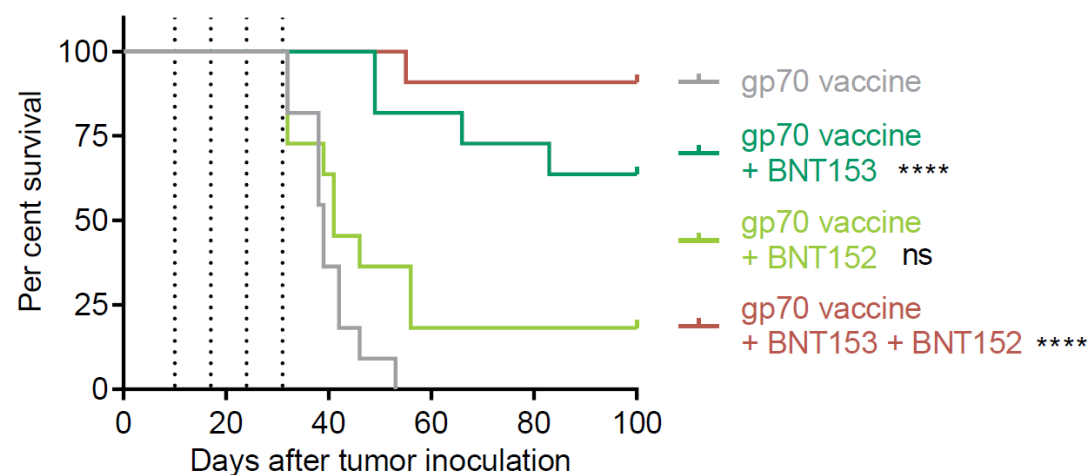 Per cent survival
100
75
50
25
0
0 20 40 60 80 100
Days after tumor inoculation
gp70 vaccine
gp70 vaccine
+ BNT153 ****
gp70 vaccine
+ BNT152 ns
gp70 vaccine
+ BNT153 + BNT152 ****